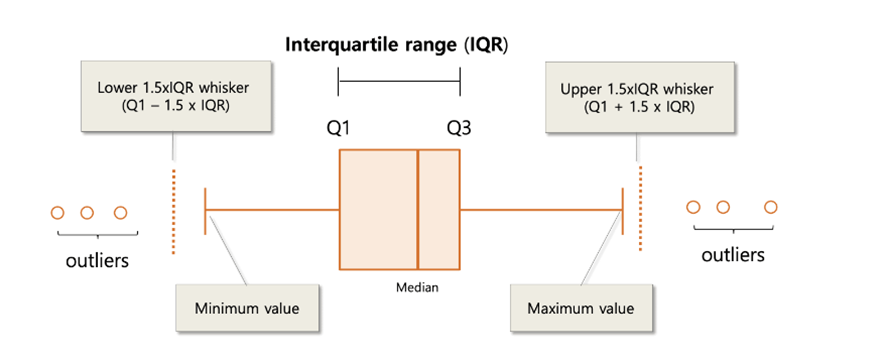 Interquartile range (IQR)
Lower 1.5xIQR whisker
(Q1 – 1.5 x IQR)
Upper 1.5xIQR whisker
(Q1 + 1.5 x IQR)
Q1
Q3
outliers
outliers
Median
Minimum value
Maximum value